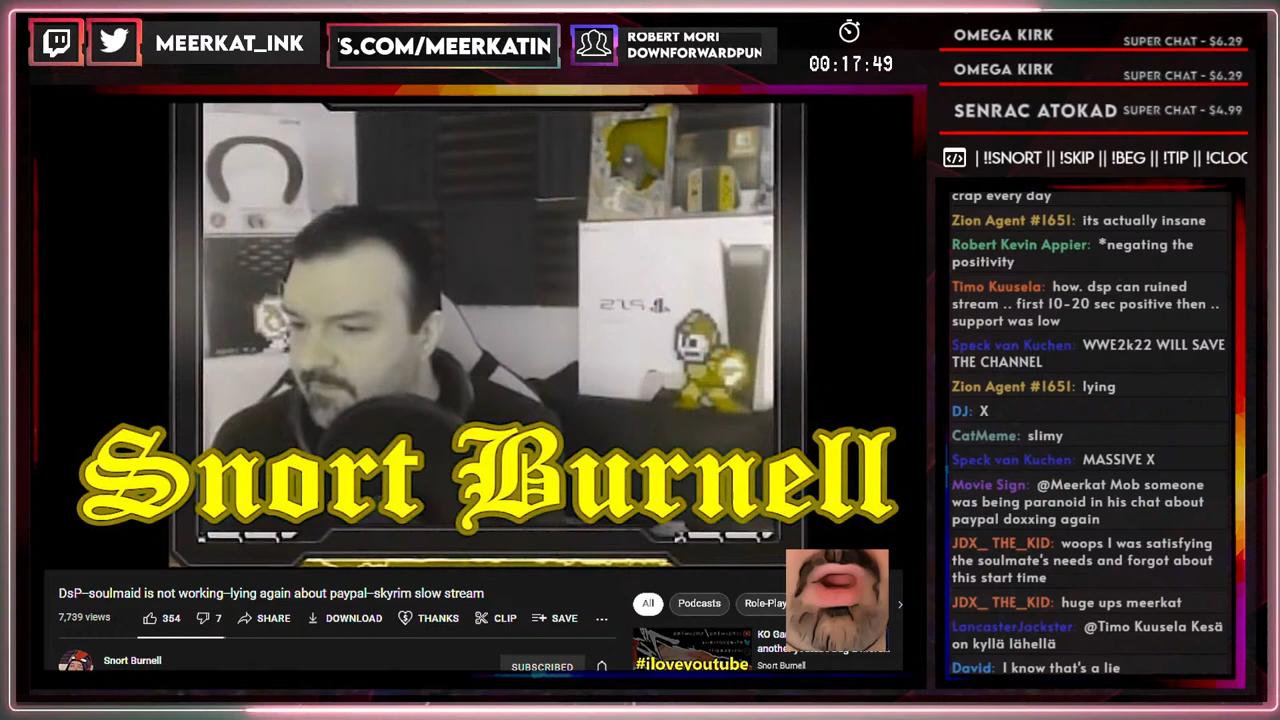 MEERKAT_INK
'S.COM/MEERKATIN
ROBERT MORI
DOWNFORWARDPUN
00:17:49
OMEGA KIRK
SUPER CHAT - $6.29
OMEGA KIRK
SUPER CHAT - $6.29
SENRAC ATOKAD
SUPER CHAT - $4.99
| !!SNORT || !SKIP || !BEG || !TIP || !CLOC
crap every day
Zion Agent #1651: its actually insane
Robert Kevin Appier: *negating the
positivity
Timo Kuusela: how. dsp can ruined
stream .. first 10-20 sec positive then ..
support was low
Speck van Kuchen: WWE2k22 WILL SAVE
THE CHANNEL
Zion Agent #1651: lying
DJ: X
CatMeme: slimy
Speck van Kuchen: MASSIVE X
Movie Sign: @Meerkat Mob someone
was being paranoid in his chat about
paypal doxxing again
JDX_ THE_KID: woops I was satisfying
the soulmate's needs and forgot about
this start time
JDX_ THE_KID: huge ups meerkat
LancasterJackster: @Timo Kuusela Kesä
on kyllä lähellä
David: I know that's a lie
Snort Burnell
DsP--soulmaid is not working--lying again about paypal--skyrim slow stream
7,739 views
354
7
SHARE
DOWNLOAD
THANKS
CLIP
SAVE
Snort Burnell
SUBSCRIBED
All
Podcasts
Role-Play
#iloveyoutube
KO Ga
Snort Burnell